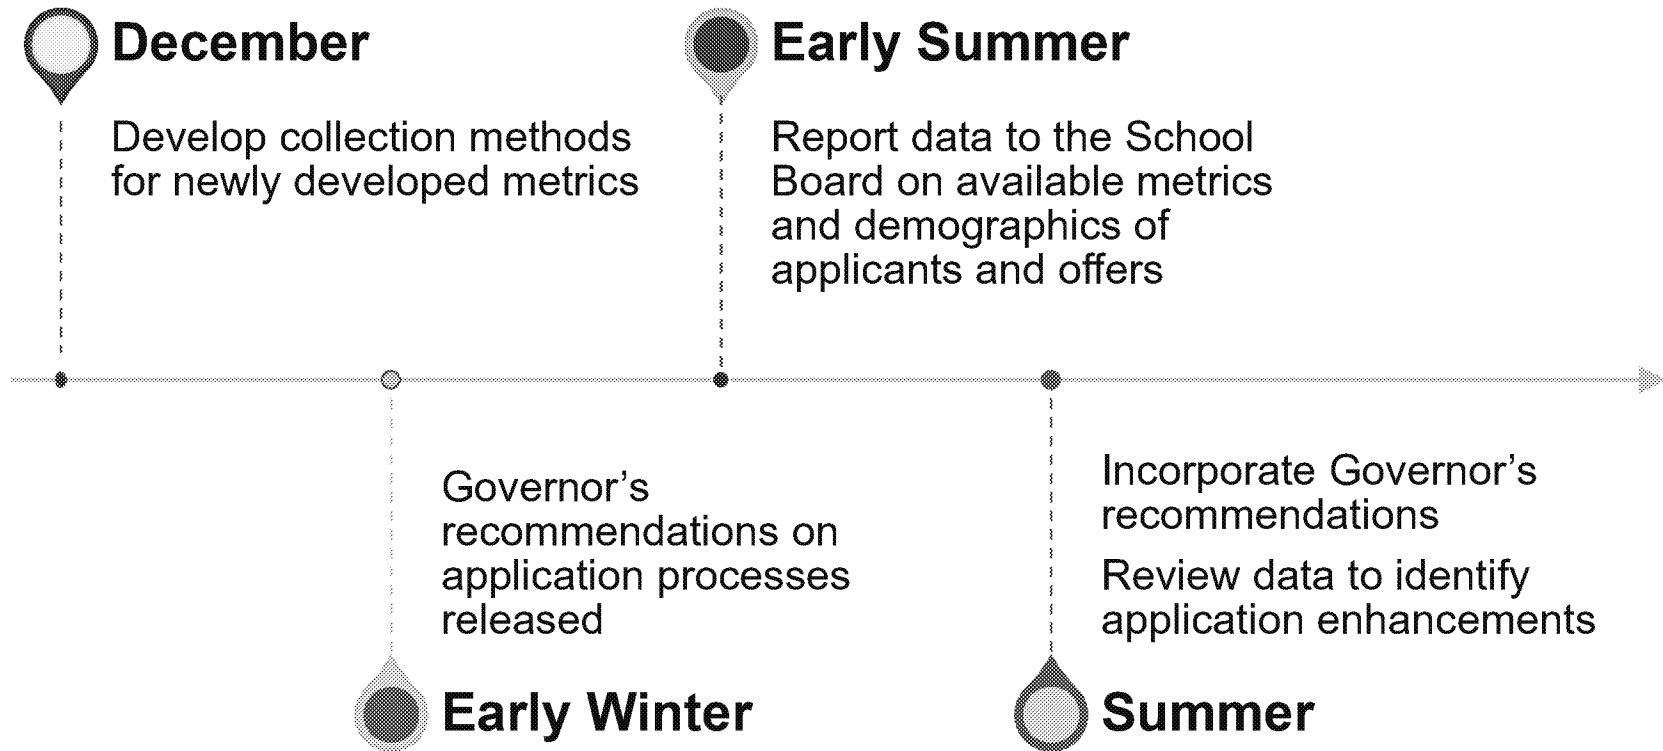 December
Develop collection methods
for newly developed metrics
Early Summer
Report data to the School
Board on available metrics
and demographics of
applicants and offers
Governor’s
recommendations on
application processes
released
Early Winter
Incorporate Governor’s
recommendations
Review data to identify
application enhancements
Summer